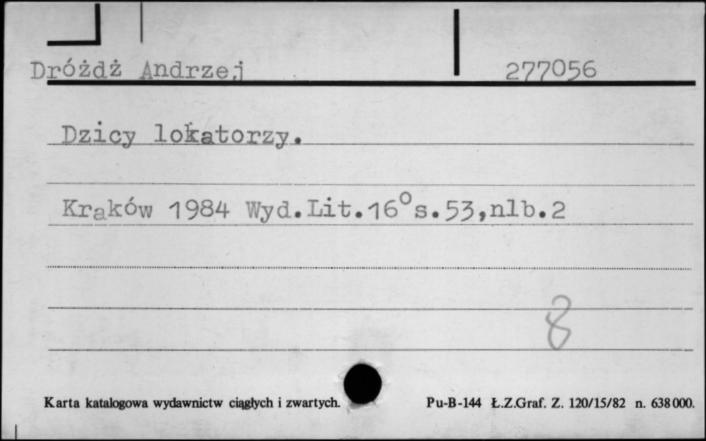 Dróżdż Andrzej 277056
Dzicy lokatorzy.
Kraków 1984 Wyd.Lit.16°s.53,nlb.2
8
Karta katalogowa wydawnictw ciągłych i zwartych. Pu-B-144 Ł.Z.Graf. Z. 120/15/82 n. 638000.